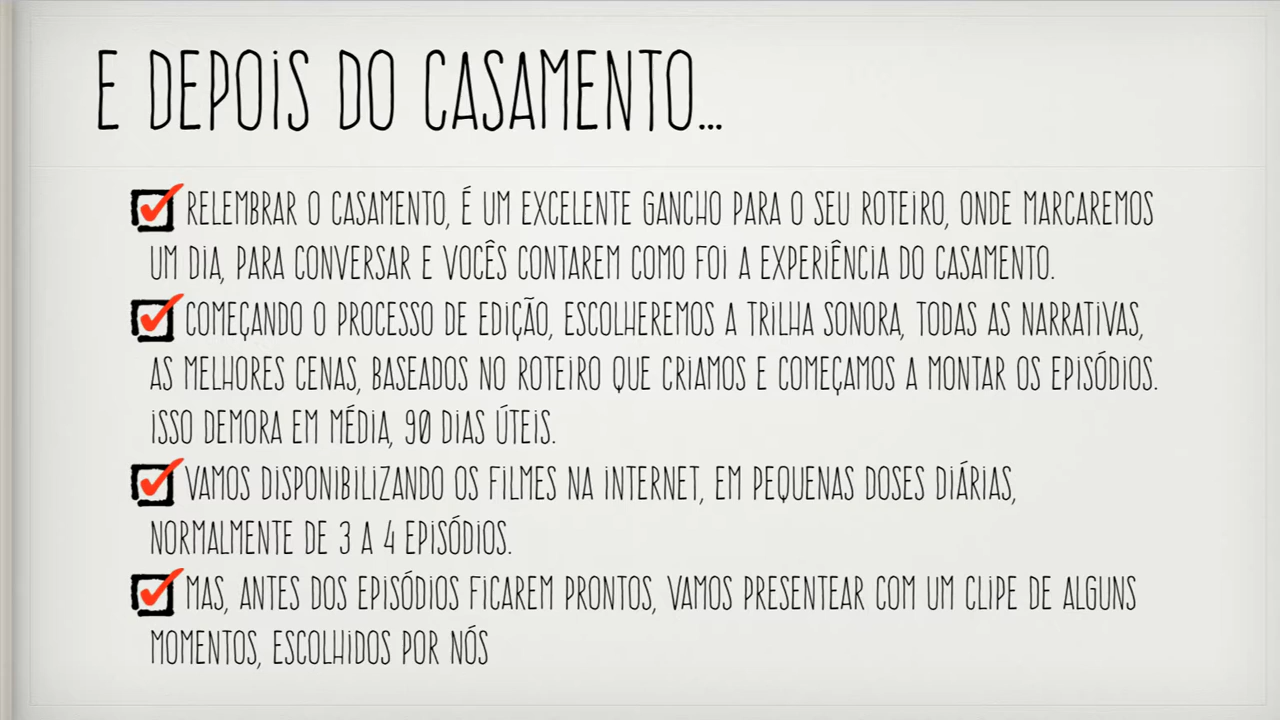 E DEPOIS DO CASAMENTO...
RELEMBRAR O CASAMENTO, É UM EXCELENTE GANCHO PARA O SEU ROTEIRO, ONDE MARCAREMOS
UM DIA, PARA CONVERSAR E VOCÊS CONTAREM COMO FOI A EXPERIÊNCIA DO CASAMENTO.
COMEÇANDO O PROCESSO DE EDIÇÃO, ESCOLHEREMOS A TRILHA SONORA, TODAS AS NARRATIVAS,
AS MELHORES CENAS, BASEADOS NO ROTEIRO QUE CRIAMOS E COMEÇAMOS A MONTAR OS EPISÓDIOS.
ISSO DEMORA EM MÉDIA, 90 DIAS ÚTEIS.
VAMOS DISPONIBILIZANDO OS FILMES NA INTERNET, EM PEQUENAS DOSES DIÁRIAS,
NORMALMENTE DE 3 A 4 EPISÓDIOS.
MAS, ANTES DOS EPISÓDIOS FICAREM PRONTOS, VAMOS PRESENTEAR COM UM CLIPE DE ALGUNS
MOMENTOS, ESCOLHIDOS POR NÓS